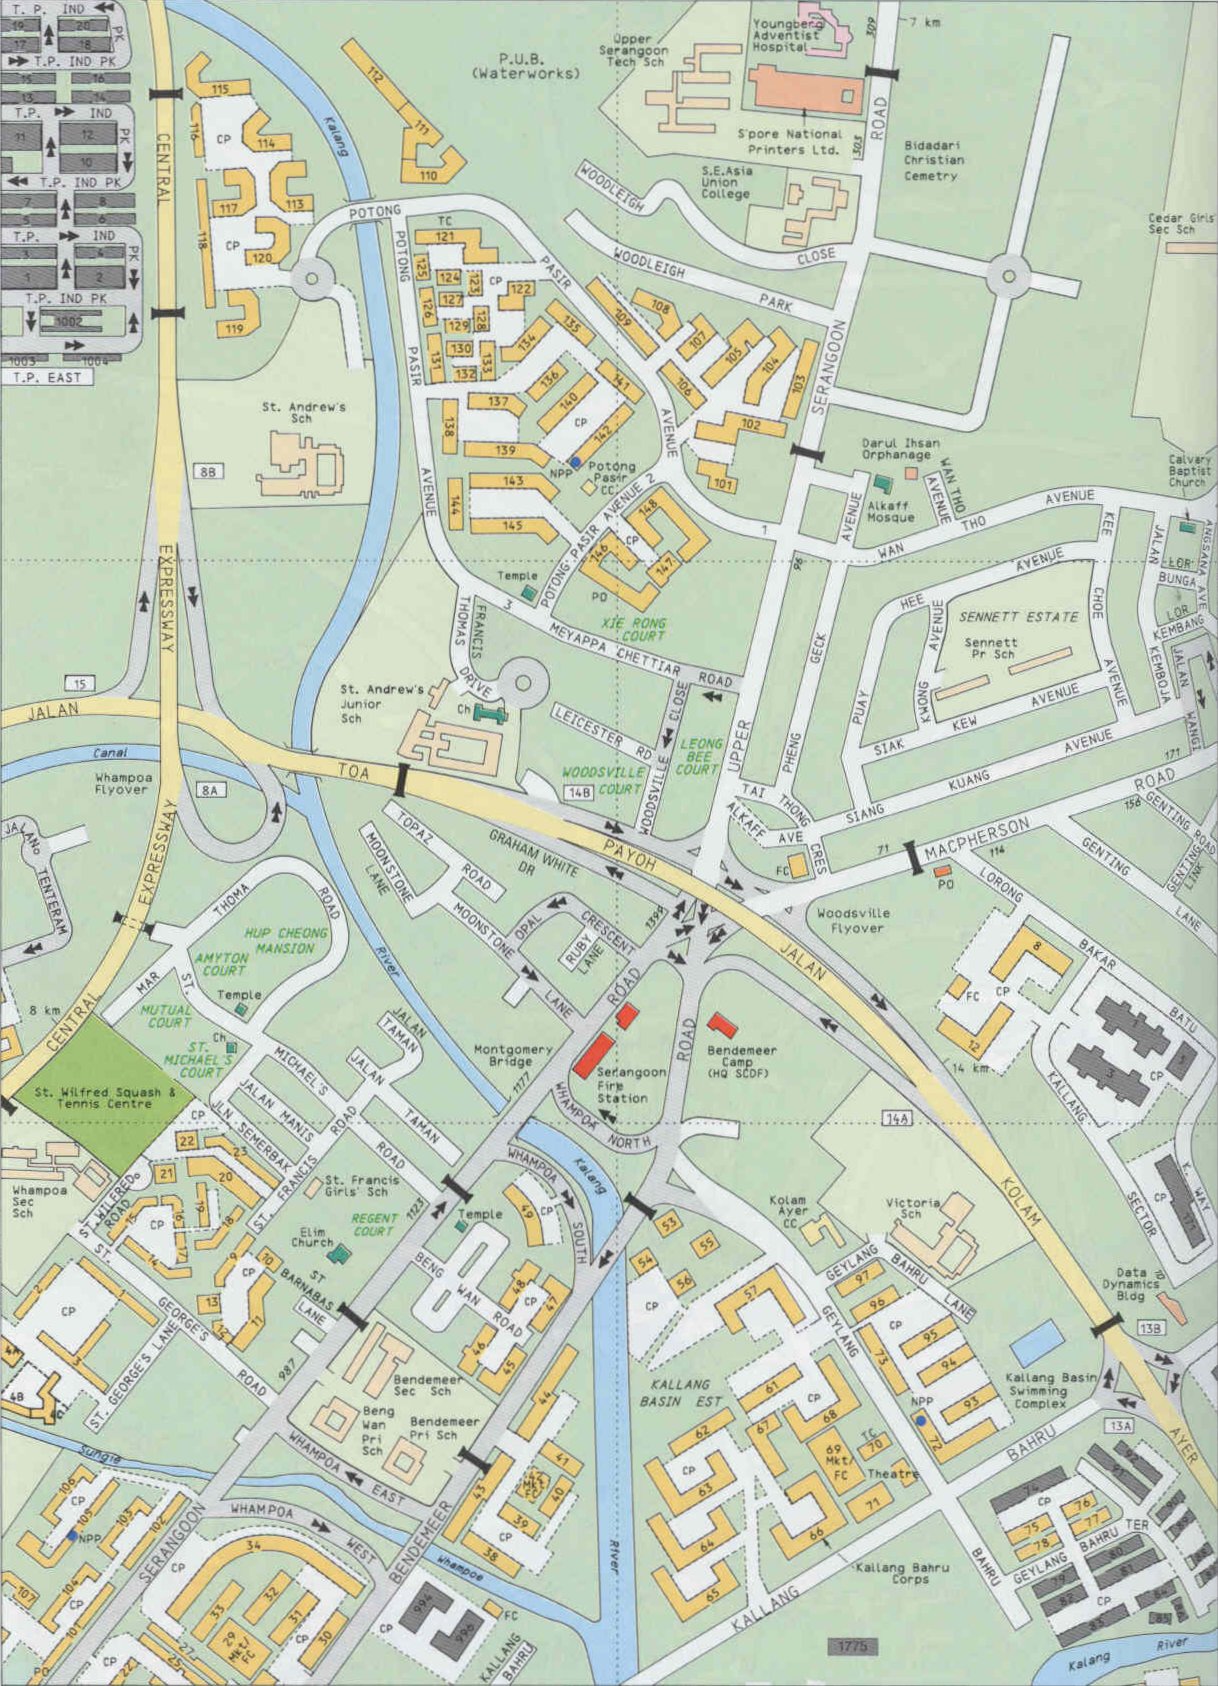 T. P. IND
PK
T.P. IND PK
T.P. IND
PK
T.P. IND PK
T.P. IND
PK
T.P. IND PK
T.P. EAST
19
20
17
18
15
16
13
14
11
12
10
8
6
5
3
4
1
2
1002
1003
1004
CENTRAL
EXPRESSWAY
EXPRESSWAY
CENTRAL
115
116
CP
114
117
113
118
CP
120
119
Kalang
112
111
110
P.U.B.
(Waterworks)
Upper
Serangoon
Tech Sch
Youngberg
Adventist
Hospital
309
7 km
S'pore National
Printers Ltd.
305
ROAD
Bidadari
Christian
Cemetry
S.E.Asia
Union
College
WOODLEIGH
CLOSE
WOODLEIGH
PARK
Cedar Girls'
Sec Sch
POTONG
PASIR
AVENUE
1
POTONG
PASIR
AVENUE
3
TC
121
125
124
123
CP
122
126
127
128
129
130
131
132
133
134
135
136
137
138
139
140
141
CP
142
143
144
145
NPP
Potong
Pasir
CC
POTONG PASIR AVENUE 2
146
CP
147
148
PO
Temple
XIE RONG
COURT
109
108
107
106
105
104
103
102
101
SERANGOON
UPPER
96
St. Andrew's
Sch
8B
Darul Ihsan
Orphanage
Alkaff
Mosque
WAN THO
AVENUE
WAN
THO
AVENUE
AVENUE
GECK
PHENG
Calvary
Baptist
Church
ANGSANA AVE
JALAN
KEMBOJA
LOR
BUNGA
LOR
KEMBANG
JALAN
WANGI
KEE
CHOE
AVENUE
HEE
AVENUE
PUAY
KWONG
AVENUE
SENNETT ESTATE
Sennett
Pr Sch
SIAK
KEW
AVENUE
SIANG
KUANG
AVENUE
171
158
ROAD
MACPHERSON
114
71
TAI
THONG
CRES
ALKAFF
AVE
FC
PO
GENTING ROAD
GENTING
LANE
GENTING
LINK
LORONG
BAKAR
BATU
MEYAPPA CHETTIAR
ROAD
FRANCIS
THOMAS
DRIVE
St. Andrew's
Junior
Sch
Ch
LEICESTER RD
WOODSVILLE CLOSE
LEONG
BEE
COURT
WOODSVILLE
COURT
14B
15
JALAN
TOA
PAYOH
JALAN
KOLAM
AYER
Canal
Whampoa
Flyover
8A
JALAN
TENTERAM
8 km
THOMA
ROAD
MAR
ST.
HUP CHEONG
MANSION
AMYTON
COURT
MUTUAL
COURT
Temple
Ch
ST.
MICHAEL'S
COURT
MICHAEL'S
ROAD
St. Wilfred Squash &
Tennis Centre
JALAN MANIS
JLN
SEMERBAK
JALAN
TAMAN
JALAN
TAMAN
ST. FRANCIS
ROAD
TOPAZ
ROAD
MOONSTONE
LANE
MOONSTONE
LANE
GRAHAM WHITE
DR
OPAL
CRESCENT
RUBY
LANE
1399
River
Woodsville
Flyover
ROAD
ROAD
Montgomery
Bridge
1177
Serangoon
Fire
Station
Bendemeer
Camp
(HQ SCDF)
WHAMPOA
NORTH
WHAMPOA
SOUTH
Kalang
8
FC
CP
12
14 km
14A
1
3
5
CP
KALLANG
SECTOR
K. WAY
CP
Whampoa
Sec
Sch
ST. WILFRED
ROAD
CP
22
23
21
20
19
18
16
15
CP
14
17
9
10
CP
13
12
11
St. Francis
Girls' Sch
Elim
Church
REGENT
COURT
1123
Temple
49
CP
ST
BARNABAS
LANE
BENG
WAN
ROAD
48
47
CP
46
45
ST.
GEORGE'S
ROAD
ST. GEORGE'S LANE
2
CP
1
3
4A
4B
987
Bendemeer
Sec Sch
Beng
Wan
Pri
Sch
Bendemeer
Pri Sch
WHAMPOA
EAST
WHAMPOA
WEST
Sungie
Whampoe
SERANGOON
BENDEMEER
44
41
42
Mkt
FC
43
40
39
CP
38
106
CP
105
NPP
103
102
107
104
CP
101
PO
CP
34
33
32
31
30
29
Mkt/
FC
CP
27
25
22
CP
994
996
FC
CP
KALLANG
BAHRU
River
53
54
55
56
57
CP
Kolam
Ayer
CC
Victoria
Sch
GEYLANG
BAHRU
LANE
GEYLANG
BAHRU
97
96
CP
95
94
93
73
NPP
72
KALLANG
BASIN EST
61
CP
62
67
68
CP
63
69
Mkt/
FC
TC
70
Theatre
71
66
64
65
Kallang Bahru
Corps
KALLANG
BAHRU
Kallang Basin
Swimming
Complex
Data
Dynamics
Bldg
13B
13A
92
91
74
CP
75
76
77
78
GEYLANG BAHRU TER
79
80
81
82
83
CP
84
85
1775
Kalang
River